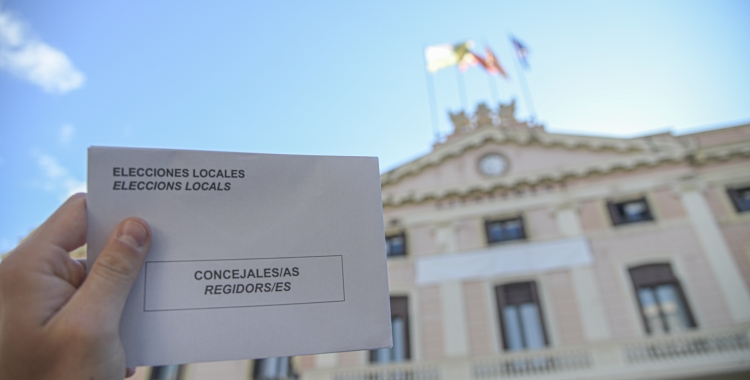 ELECCIONES LOCALES
ELECCIONS LOCALS
CONCEJALES/AS
REGIDORS/ES